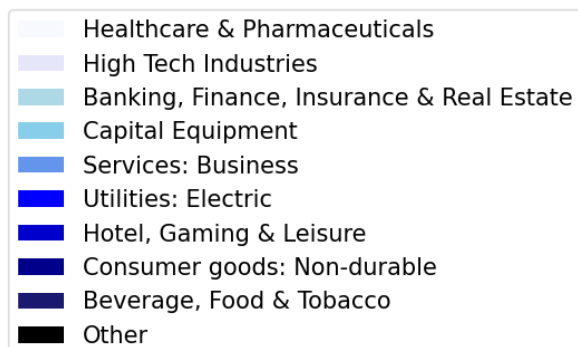 Healthcare & Pharmaceuticals
High Tech Industries
Banking, Finance, Insurance & Real Estate
Capital Equipment
Services: Business
Utilities: Electric
Hotel, Gaming & Leisure
Consumer goods: Non-durable
Beverage, Food & Tobacco
Other